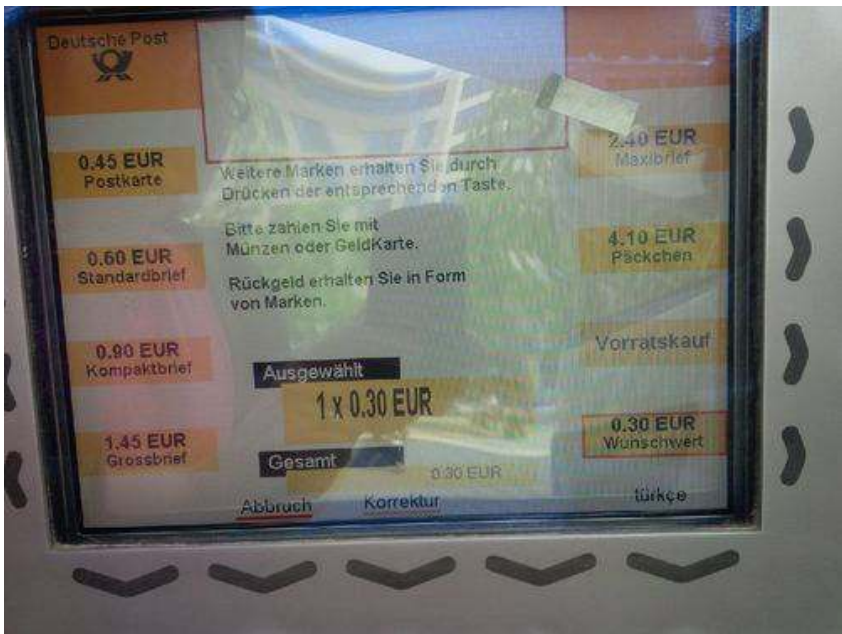 Deutsche Post
0.45 EUR
Postkarte
0.60 EUR
Standardbrief
0.90 EUR
Kompaktbrief
1.45 EUR
Grossbrief
Weitere Marken erhalten Sie durch
Drücken der entsprechenden Taste.
Bitte zahlen Sie mit
Münzen oder GeldKarte.
Rückgeld erhalten Sie in Form
von Marken.
Ausgewählt
1 x 0.30 EUR
Gesamt
0.30 EUR
Abbruch
Korrektur
2.40 EUR
Maxibrief
4.10 EUR
Päckchen
Vorratskauf
0.30 EUR
Wunschwert
türkçe